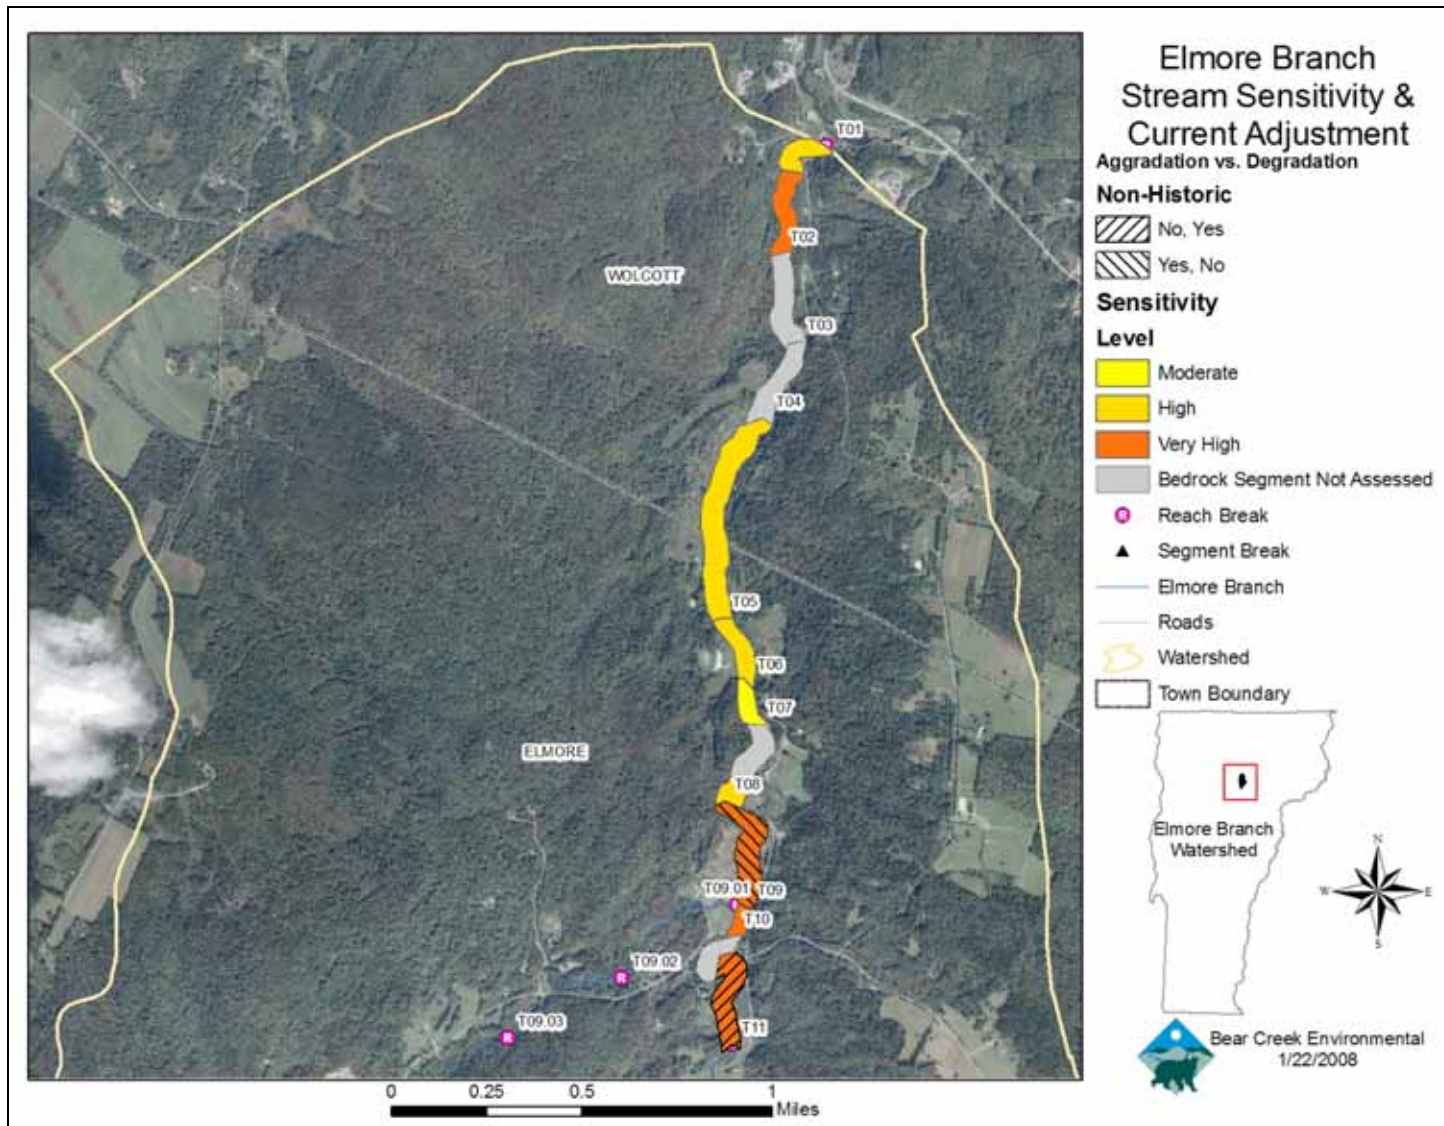 Elmore Branch
Stream Sensitivity &
Current Adjustment
Aggradation vs. Degradation
Non-Historic
No, Yes
Yes, No
Sensitivity
Level
Moderate
High
Very High
Bedrock Segment Not Assessed
R Reach Break
Segment Break
Elmore Branch
Roads
Watershed
Town Boundary
Elmore Branch
Watershed
N
W E
S
Bear Creek Environmental
1/22/2008
T01
T02
WOLCOTT
T03
T04
T05
T06
T07
ELMORE
T08
T09.01 T09
T10
T09.02
R
T09.03
R
T11
0 0.25 0.5 1
Miles